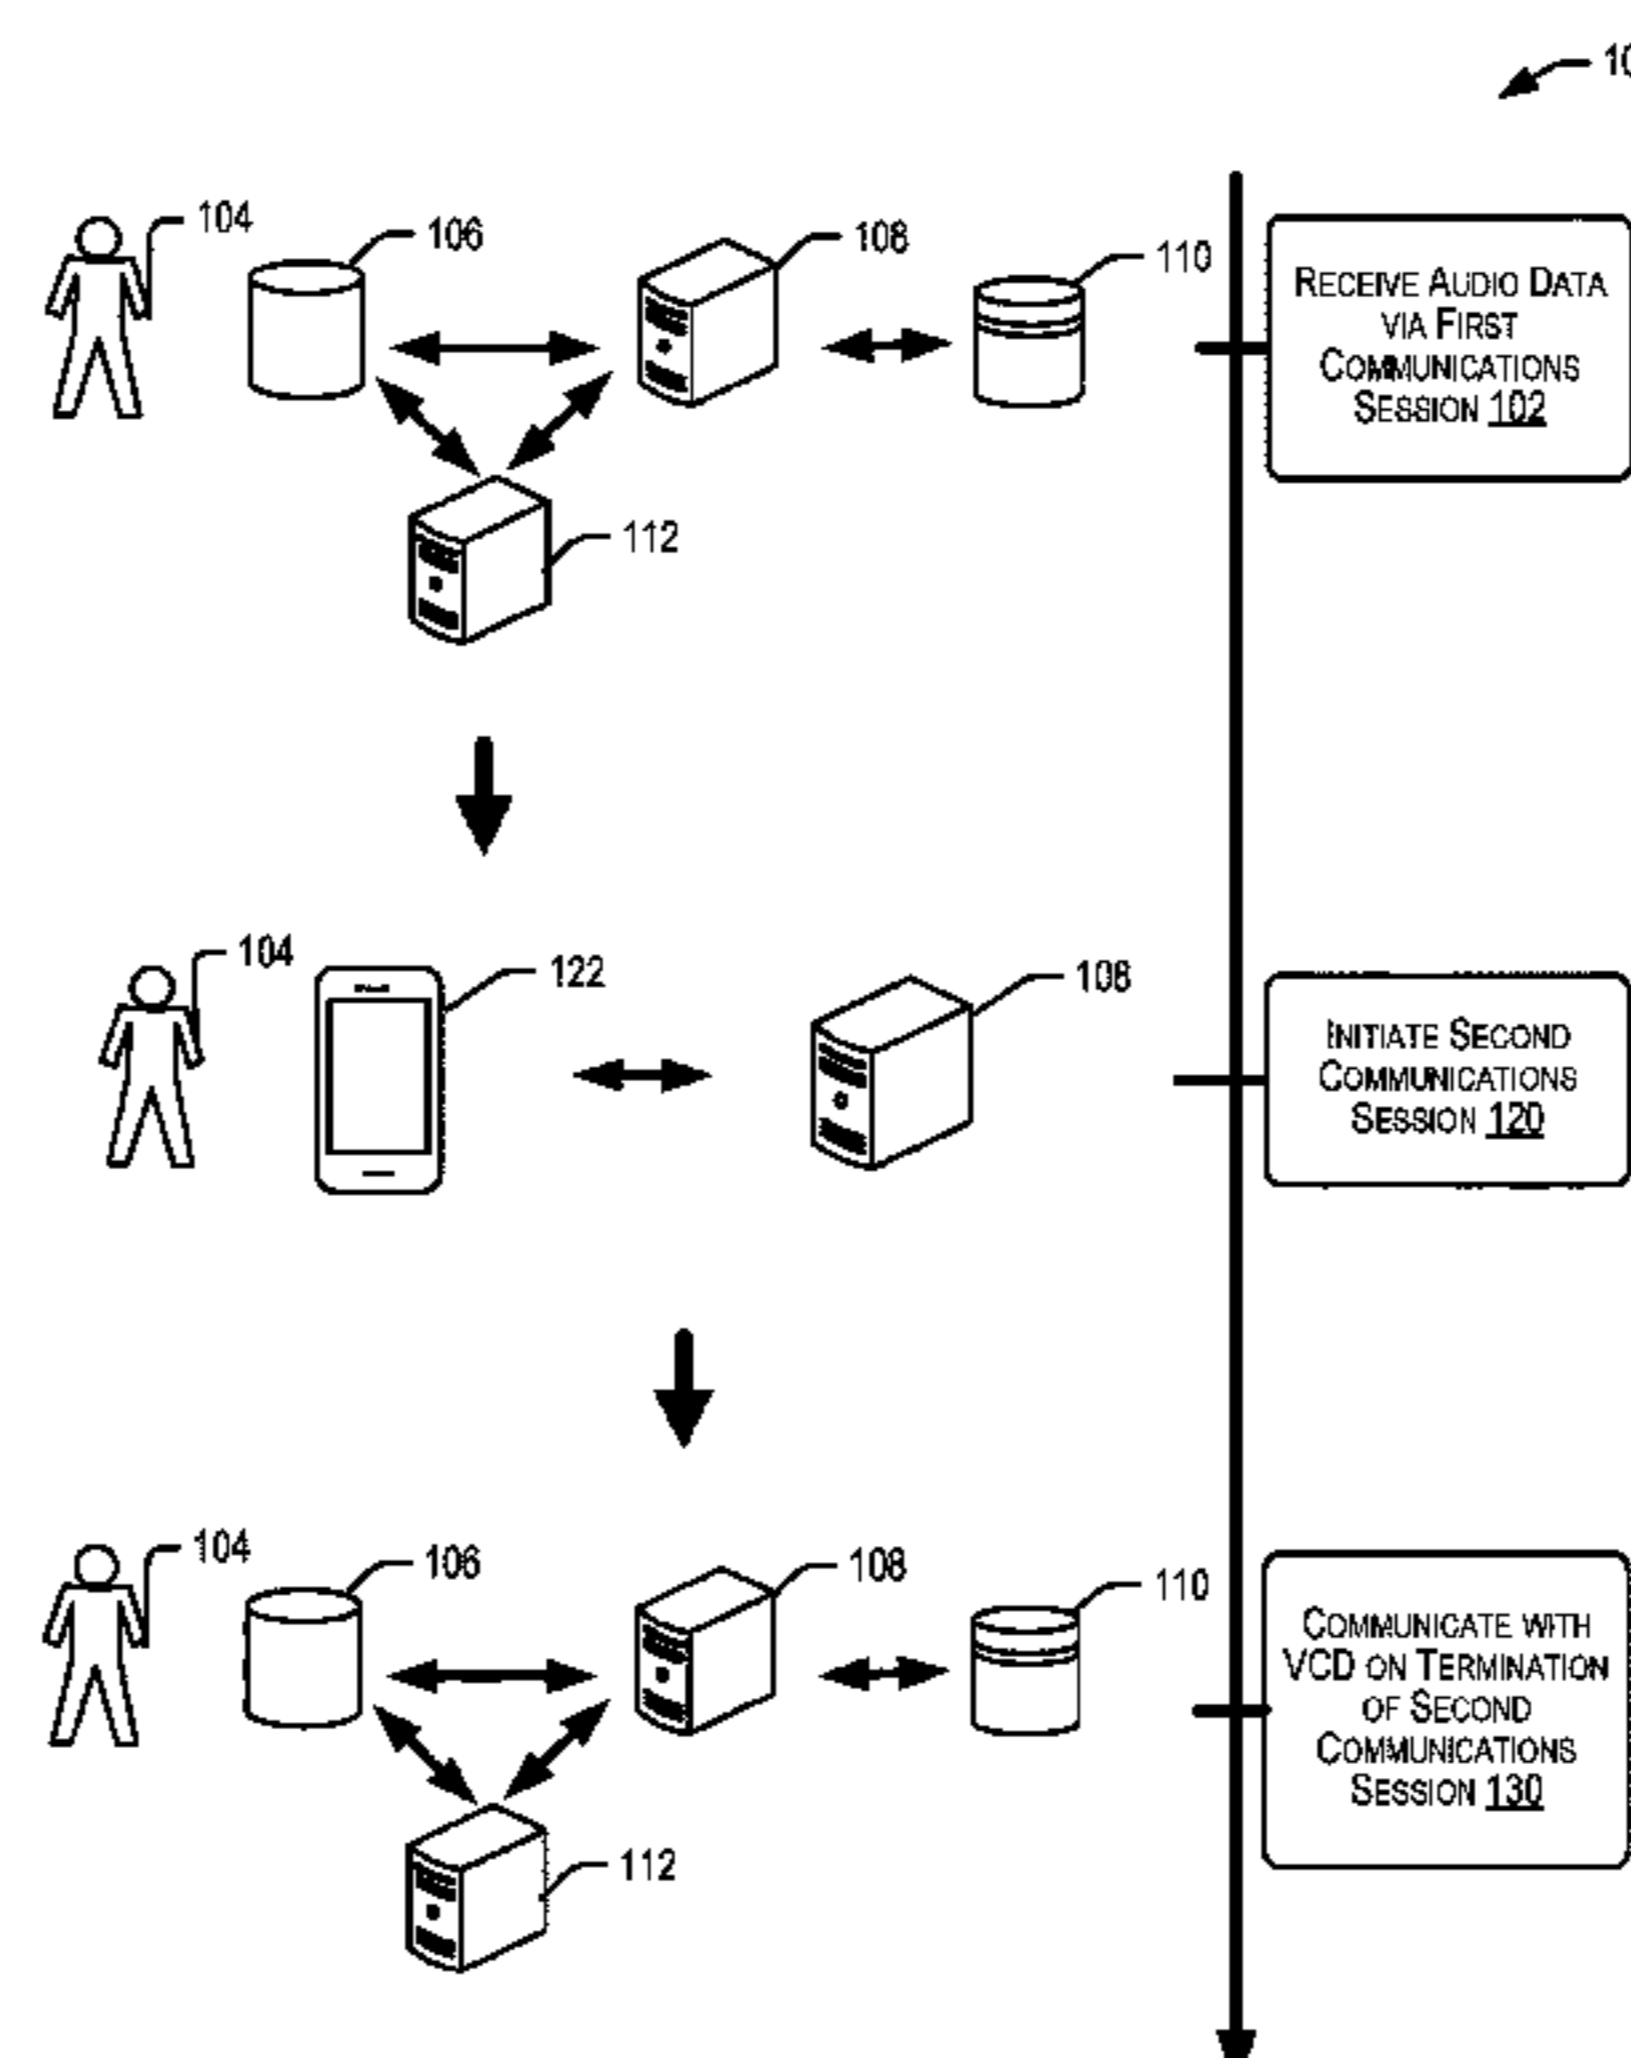 104
106
108
110
RECEIVE AUDIO DATA
VIA FIRST
COMMUNICATIONS
SESSION 102
112
104
122
108
INITIATE SECOND
COMMUNICATIONS
SESSION 120
104
106
108
110
COMMUNICATE WITH
VCD ON TERMINATION
OF SECOND
COMMUNICATIONS
SESSION 130
112